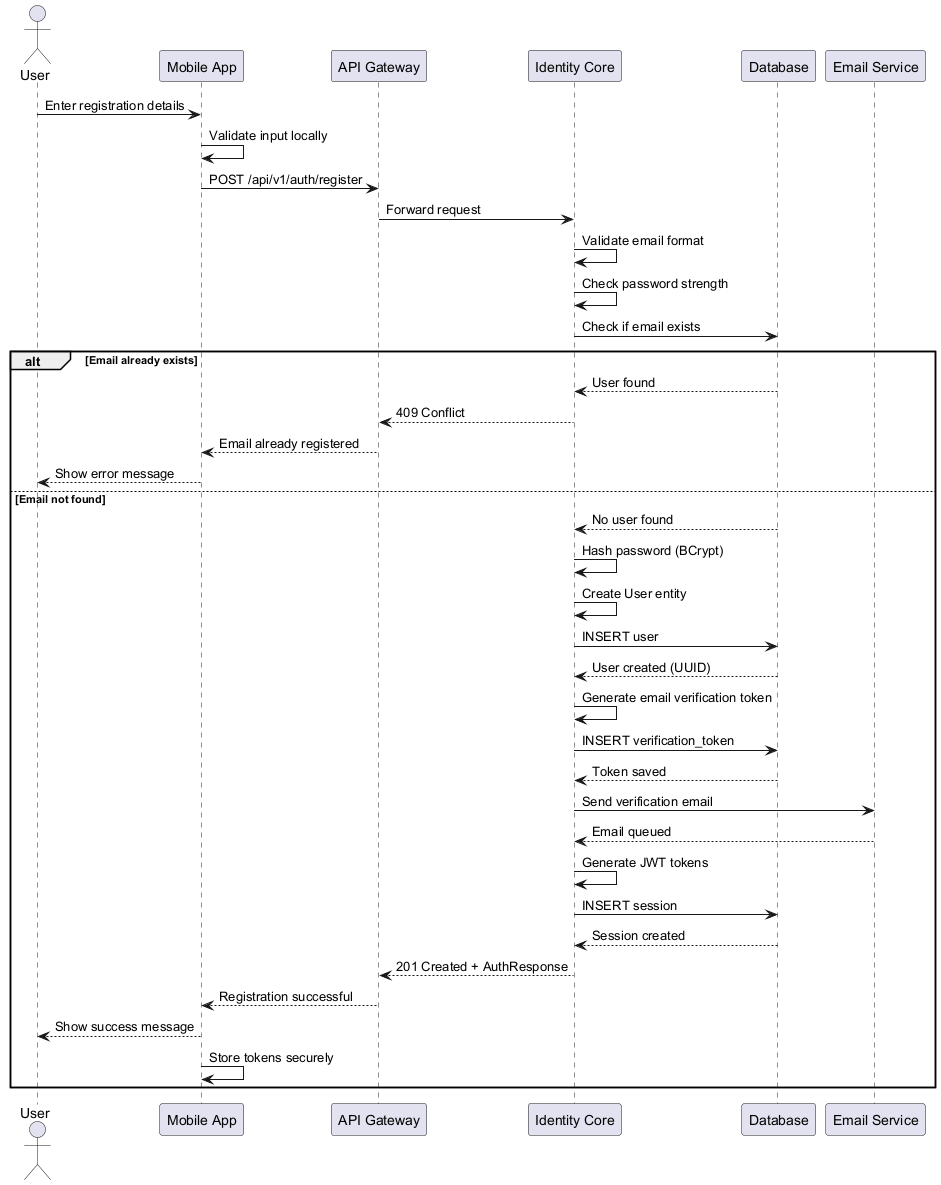 User
Mobile App
API Gateway
Identity Core
Database
Email Service
Enter registration details
Validate input locally
POST /api/v1/auth/register
Forward request
Validate email format
Check password strength
Check if email exists
alt
[Email already exists]
User found
409 Conflict
Email already registered
Show error message
[Email not found]
No user found
Hash password (BCrypt)
Create User entity
INSERT user
User created (UUID)
Generate email verification token
INSERT verification_token
Token saved
Send verification email
Email queued
Generate JWT tokens
INSERT session
Session created
201 Created + AuthResponse
Registration successful
Show success message
Store tokens securely
User
Mobile App
API Gateway
Identity Core
Database
Email Service